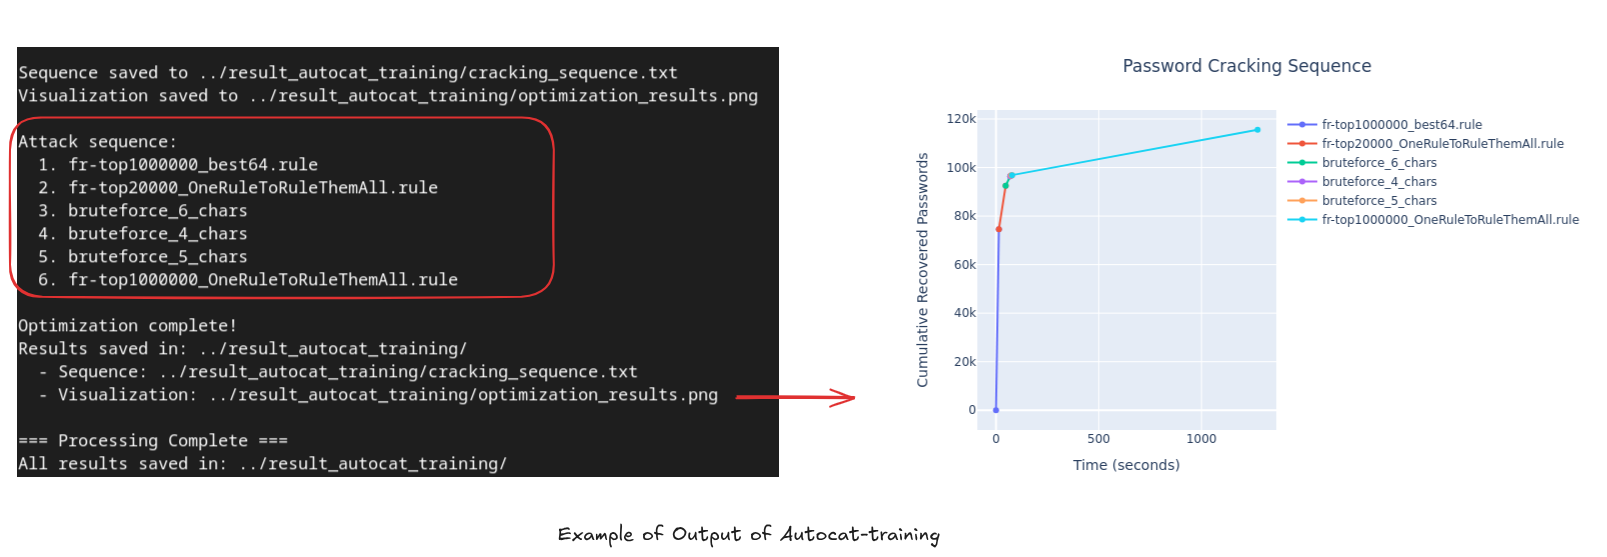 Sequence saved to ../result_autocat_training/cracking_sequence.txt
Visualization saved to ../result_autocat_training/optimization_results.png
Attack sequence:
1. fr-top1000000_best64.rule
2. fr-top20000_OneRuleToRuleThemAll.rule
3. bruteforce_6_chars
4. bruteforce_4_chars
5. bruteforce_5_chars
6. fr-top1000000_OneRuleToRuleThemAll.rule
Optimization complete!
Results saved in: ../result_autocat_training/
- Sequence: ../result_autocat_training/cracking_sequence.txt
- Visualization: ../result_autocat_training/optimization_results.png
=== Processing Complete ===
All results saved in: ../result_autocat_training/
Password Cracking Sequence
Cumulative Recovered Passwords
120k
100k
80k
60k
40k
20k
0
0 500 1000
Time (seconds)
fr-top1000000_best64.rule
fr-top20000_OneRuleToRuleThemAll.rule
bruteforce_6_chars
bruteforce_4_chars
bruteforce_5_chars
fr-top1000000_OneRuleToRuleThemAll.rule
Example of Output of Autocat-training